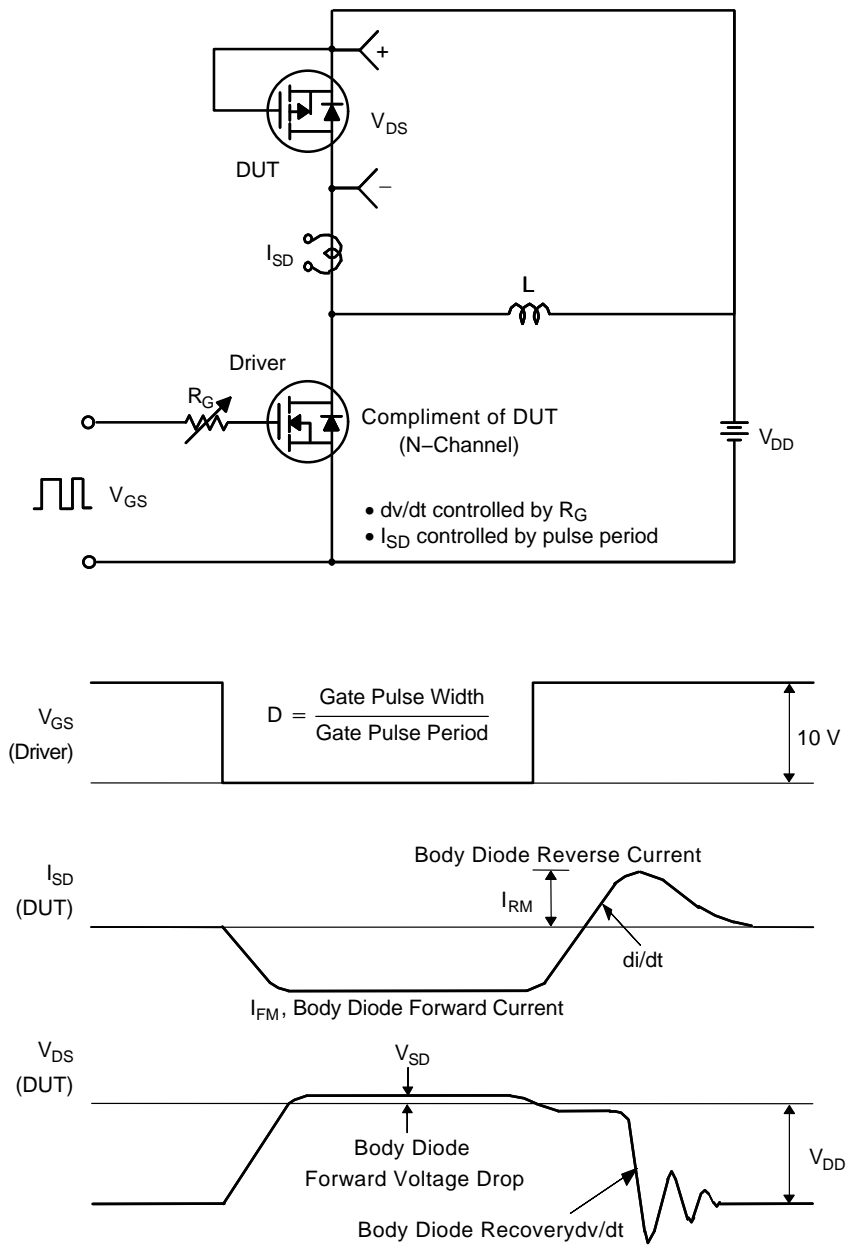 +
V_DS
DUT
−
I_SD
L
Driver
R_G
Compliment of DUT
(N−Channel)
V_DD
V_GS
• dv/dt controlled by R_G
• I_SD controlled by pulse period
V_GS
(Driver)
D = Gate Pulse Width
Gate Pulse Period
10 V
Body Diode Reverse Current
I_SD
(DUT)
I_RM
di/dt
I_FM, Body Diode Forward Current
V_DS
(DUT)
V_SD
Body Diode
Forward Voltage Drop
V_DD
Body Diode Recoverydv/dt